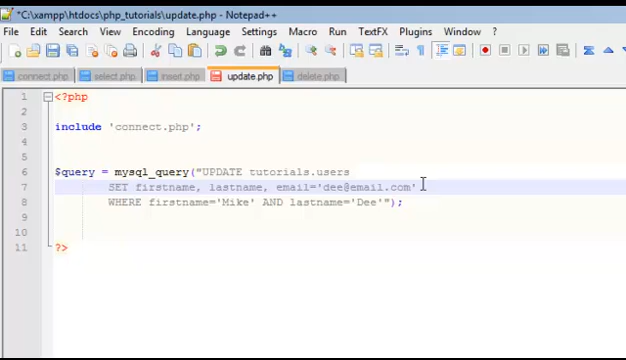 *C:\xampp\htdocs\php_tutorials\update.php - Notepad++
File Edit Search View Encoding Language Settings Macro Run TextFX Plugins Window ?
connect.php select.php insert.php update.php delete.php
1 <?php
2
3 include 'connect.php';
4
5
6 $query = mysql_query("UPDATE tutorials.users
7 SET firstname, lastname, email='dee@email.com'
8 WHERE firstname='Mike' AND lastname='Dee'");
9
10
11 ?>